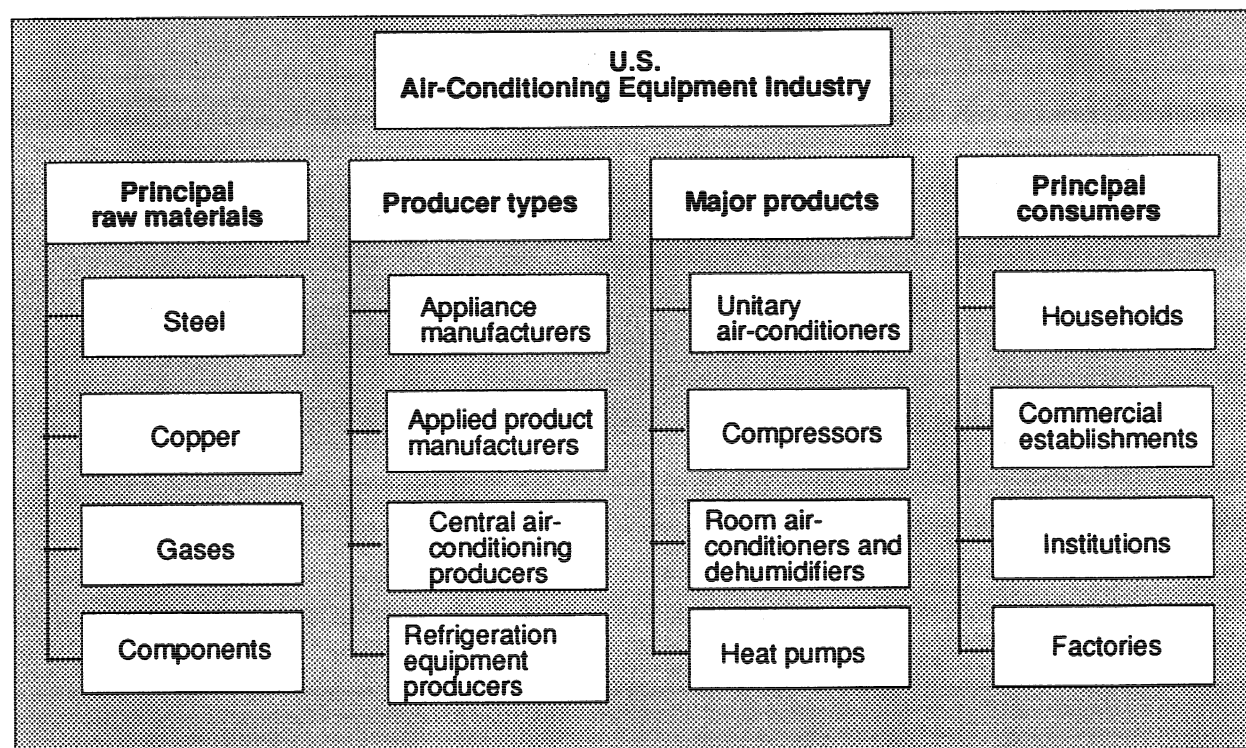 U.S.
Air-Conditioning Equipment Industry
Principal
raw materials
Steel
Copper
Gases
Components
Producer types
Appliance
manufacturers
Applied product
manufacturers
Central air-
conditioning
producers
Refrigeration
equipment
producers
Major products
Unitary
air-conditioners
Compressors
Room air-
conditioners and
dehumidifiers
Heat pumps
Principal
consumers
Households
Commercial
establishments
Institutions
Factories